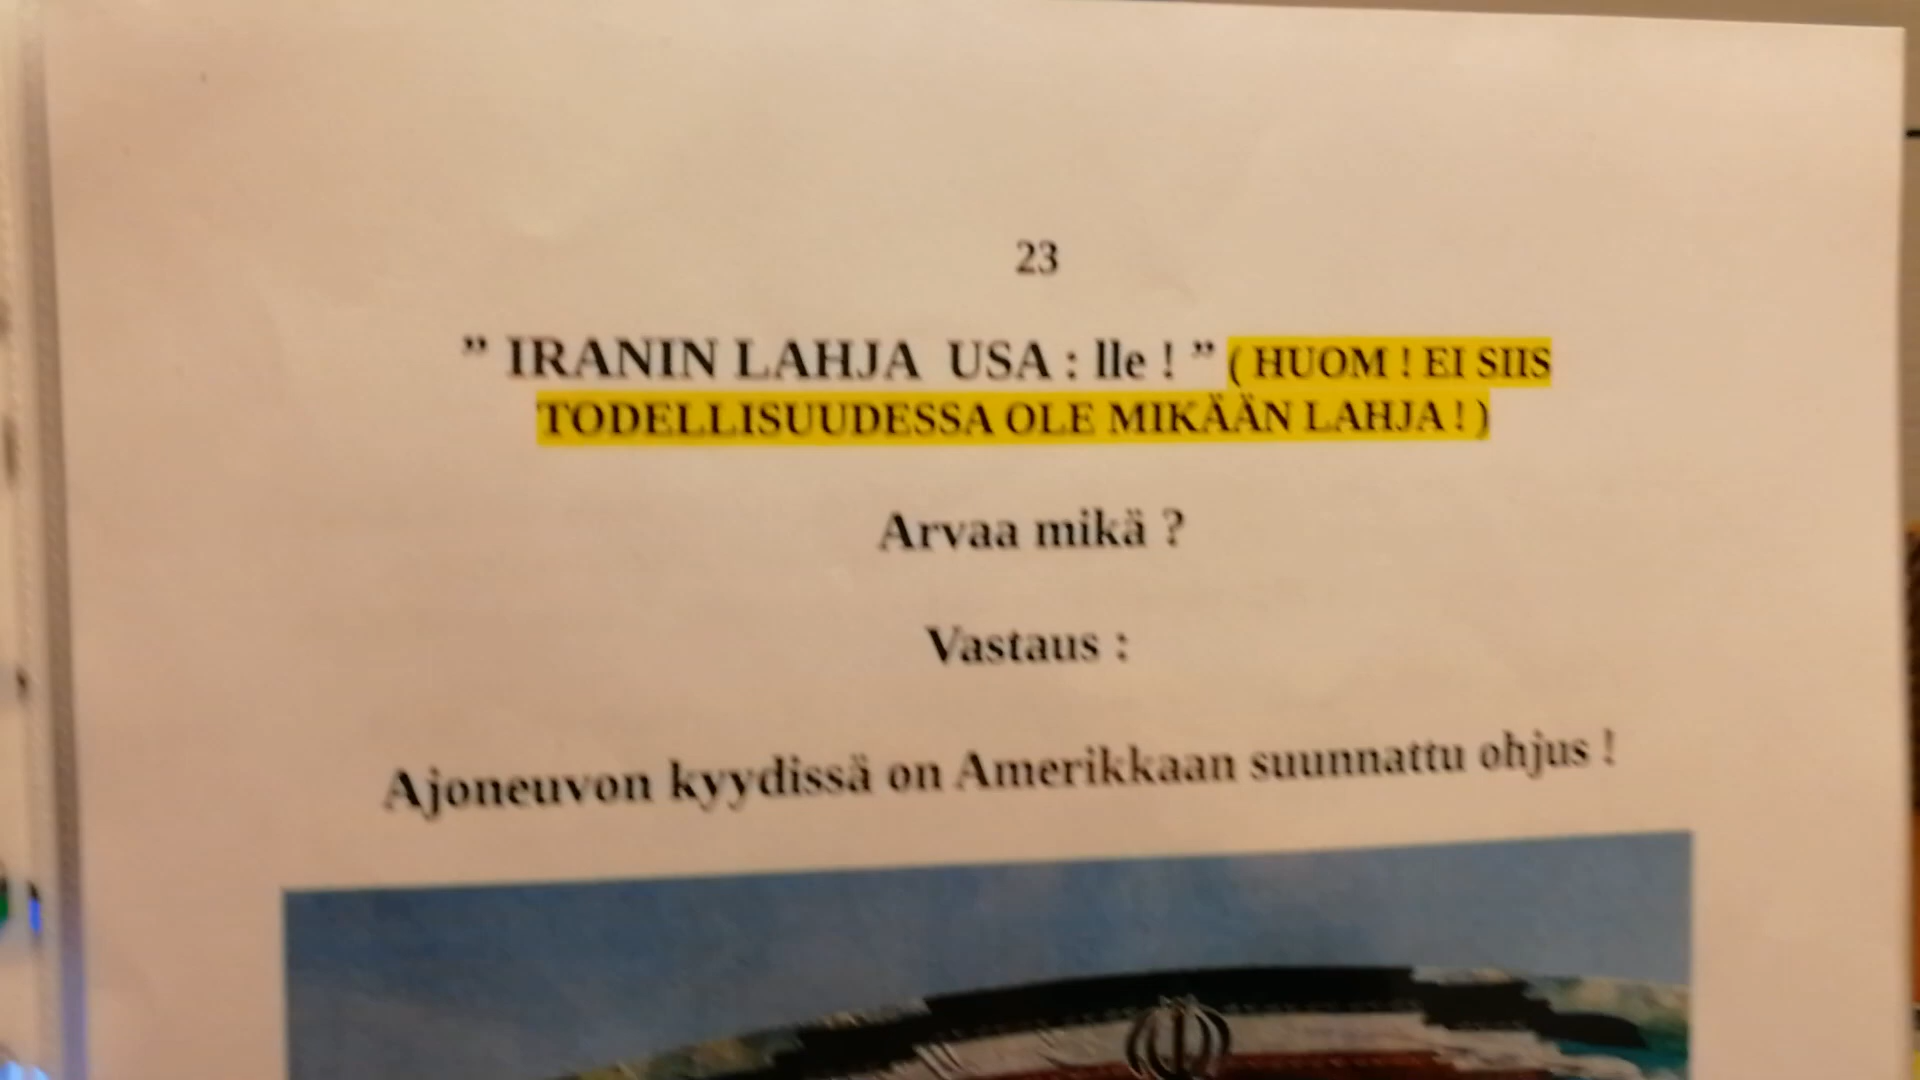 23
” IRANIN LAHJA USA : lle ! ” ( HUOM ! EI SIIS
TODELLISUUDESSA OLE MIKÄÄN LAHJA ! )
Arvaa mikä ?
Vastaus :
Ajoneuvon kyydissä on Amerikkaan suunnattu ohjus !